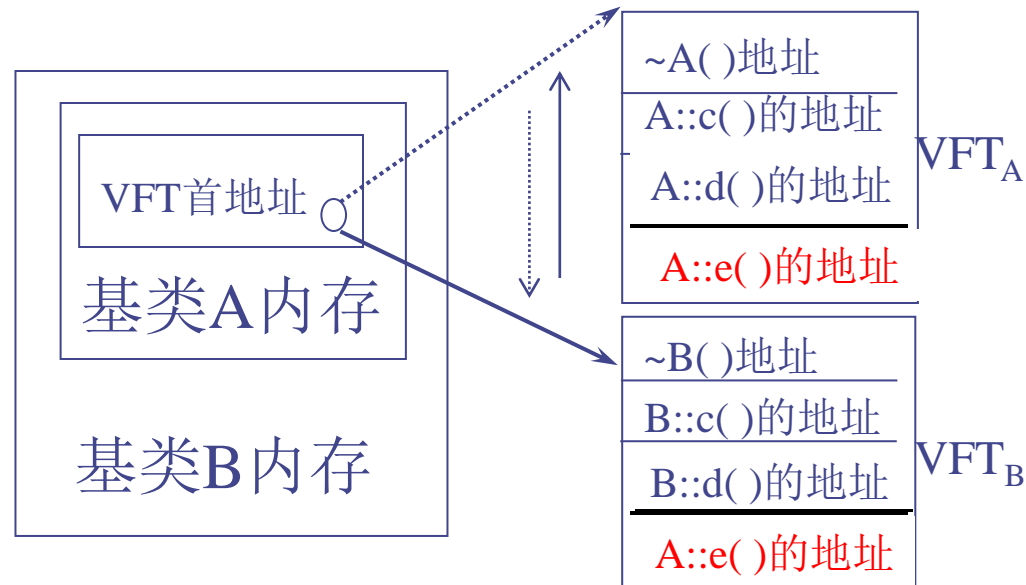 VFT首地址
基类A内存
基类B内存
~A( )地址
A::c( )的地址
A::d( )的地址
A::e( )的地址
VFTA
~B( )地址
B::c( )的地址
B::d( )的地址
A::e( )的地址
VFTB